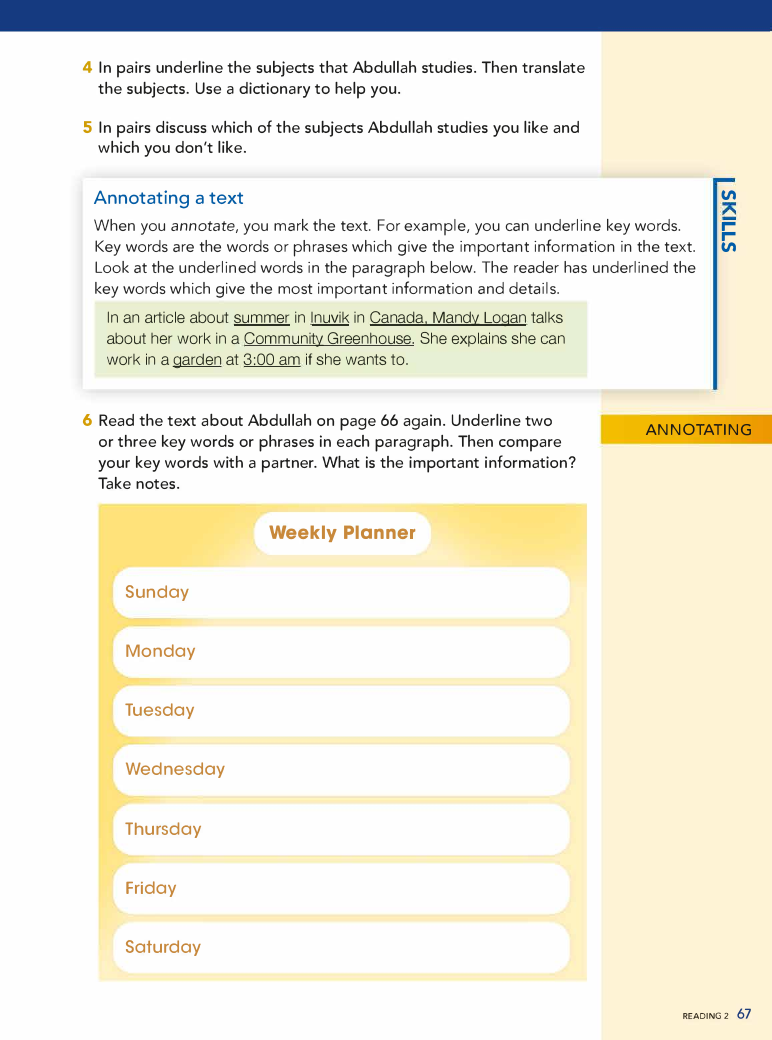 4 In pairs underline the subjects that Abdullah studies. Then translate
the subjects. Use a dictionary to help you.
5 In pairs discuss which of the subjects Abdullah studies you like and
which you don't like.
SKILLS
Annotating a text
When you annotate, you mark the text. For example, you can underline key words.
Key words are the words or phrases which give the important information in the text.
Look at the underlined words in the paragraph below. The reader has underlined the
key words which give the most important information and details.
In an article about summer in Inuvik in Canada, Mandy Logan talks
about her work in a Community Greenhouse. She explains she can
work in a garden at 3:00 am if she wants to.
6 Read the text about Abdullah on page 66 again. Underline two
or three key words or phrases in each paragraph. Then compare
your key words with a partner. What is the important information?
Take notes.
ANNOTATING
Weekly Planner
Sunday
Monday
Tuesday
Wednesday
Thursday
Friday
Saturday
READING 2 67